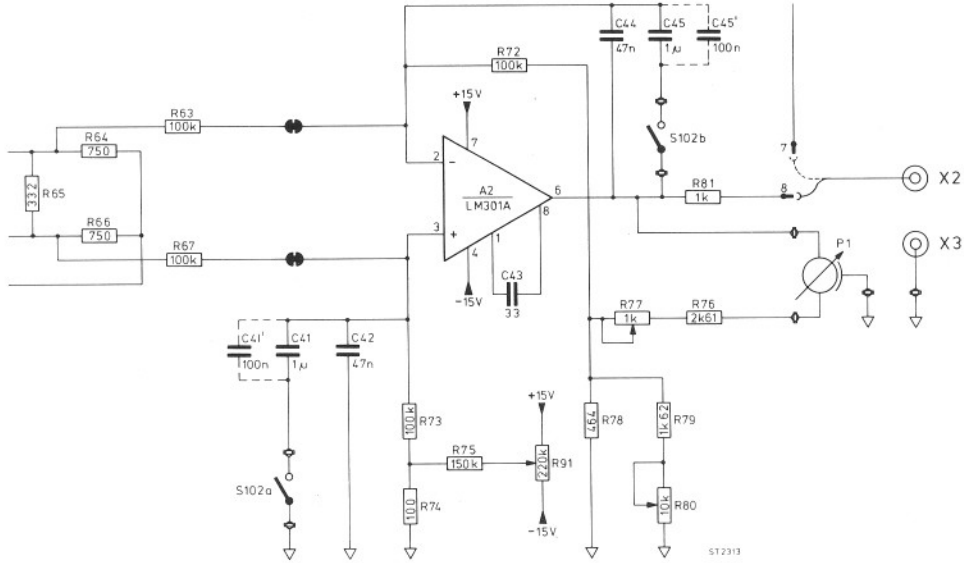 C44
47n
C45
1µ
C45'
100n
R72
100k
+15V
R63
100k
R64
750
7
S102b
7
R65
332
2
−
A2
LM301A
6
8
R81
1k
8
X2
R66
750
3
+
1
X3
R67
100k
4
P1
−15V
C43
33
R77
1k
R76
2k61
C41'
100n
C41
1µ
C42
47n
+15V
100k
R73
R75
150k
220k
R91
464
R78
1k62
R79
S102a
100
R74
10k
R80
−15V
ST2313